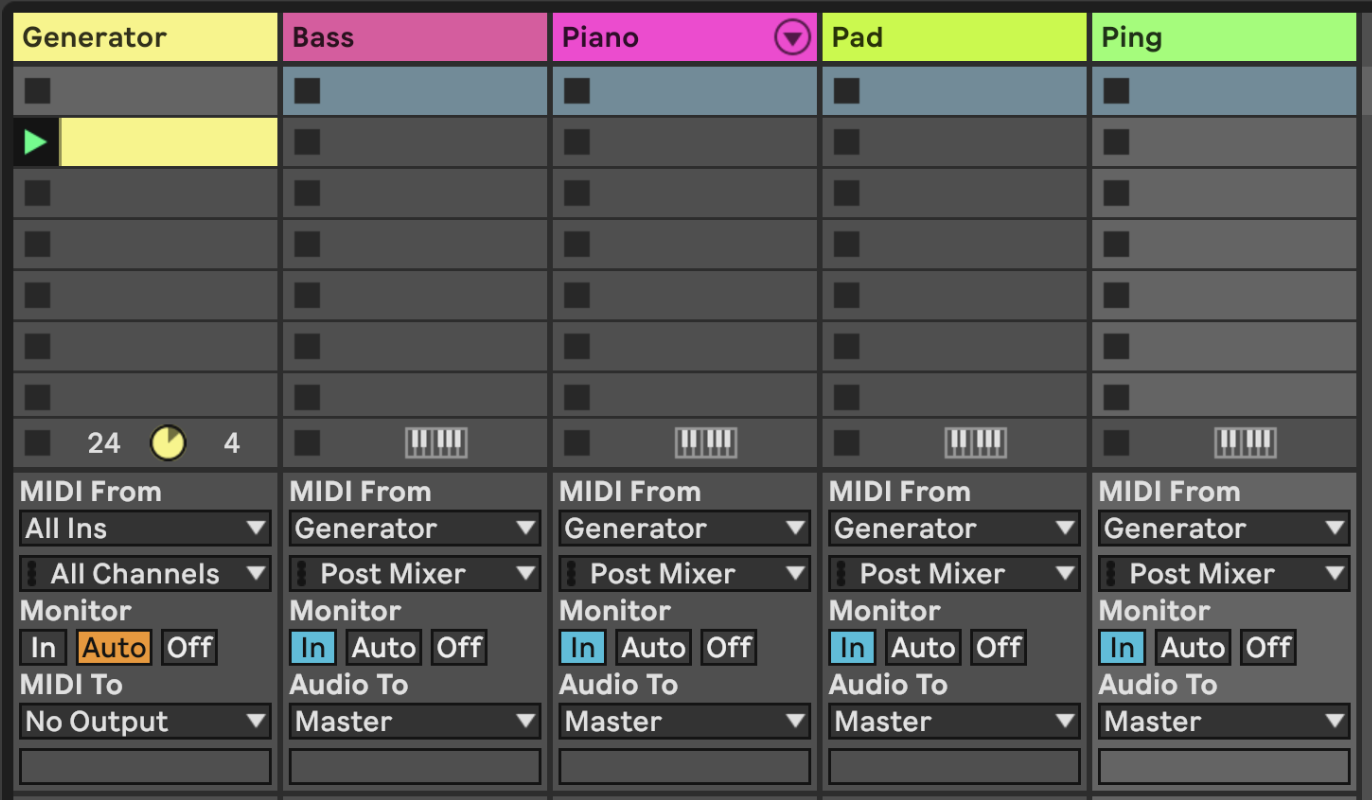 Generator Bass Piano Pad Ping
24 4
MIDI From MIDI From MIDI From MIDI From MIDI From
All Ins Generator Generator Generator Generator
All Channels Post Mixer Post Mixer Post Mixer Post Mixer
Monitor Monitor Monitor Monitor Monitor
In Auto Off In Auto Off In Auto Off In Auto Off In Auto Off
MIDI To Audio To Audio To Audio To Audio To
No Output Master Master Master Master